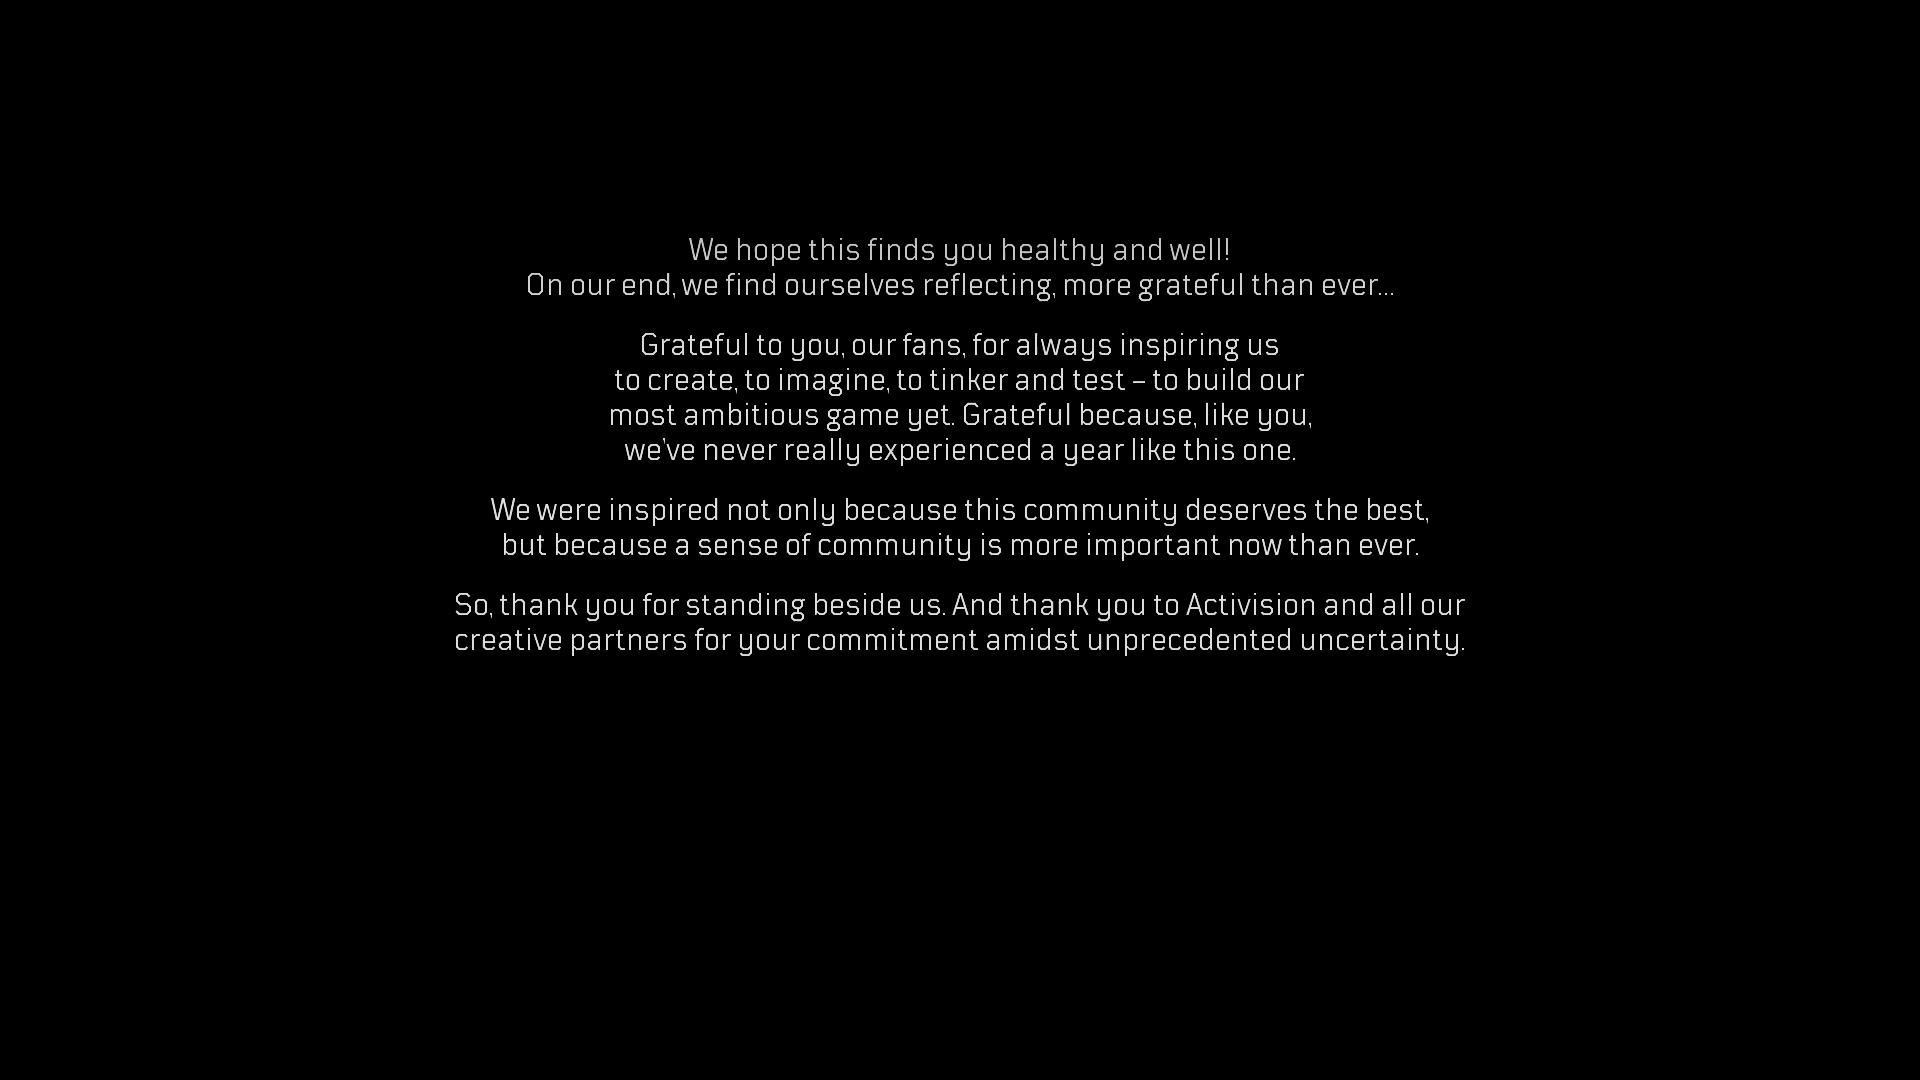 We hope this finds you healthy and well!
On our end, we find ourselves reflecting, more grateful than ever...
Grateful to you, our fans, for always inspiring us
to create, to imagine, to tinker and test – to build our
most ambitious game yet. Grateful because, like you,
we've never really experienced a year like this one.
We were inspired not only because this community deserves the best,
but because a sense of community is more important now than ever.
So, thank you for standing beside us. And thank you to Activision and all our
creative partners for your commitment amidst unprecedented uncertainty.